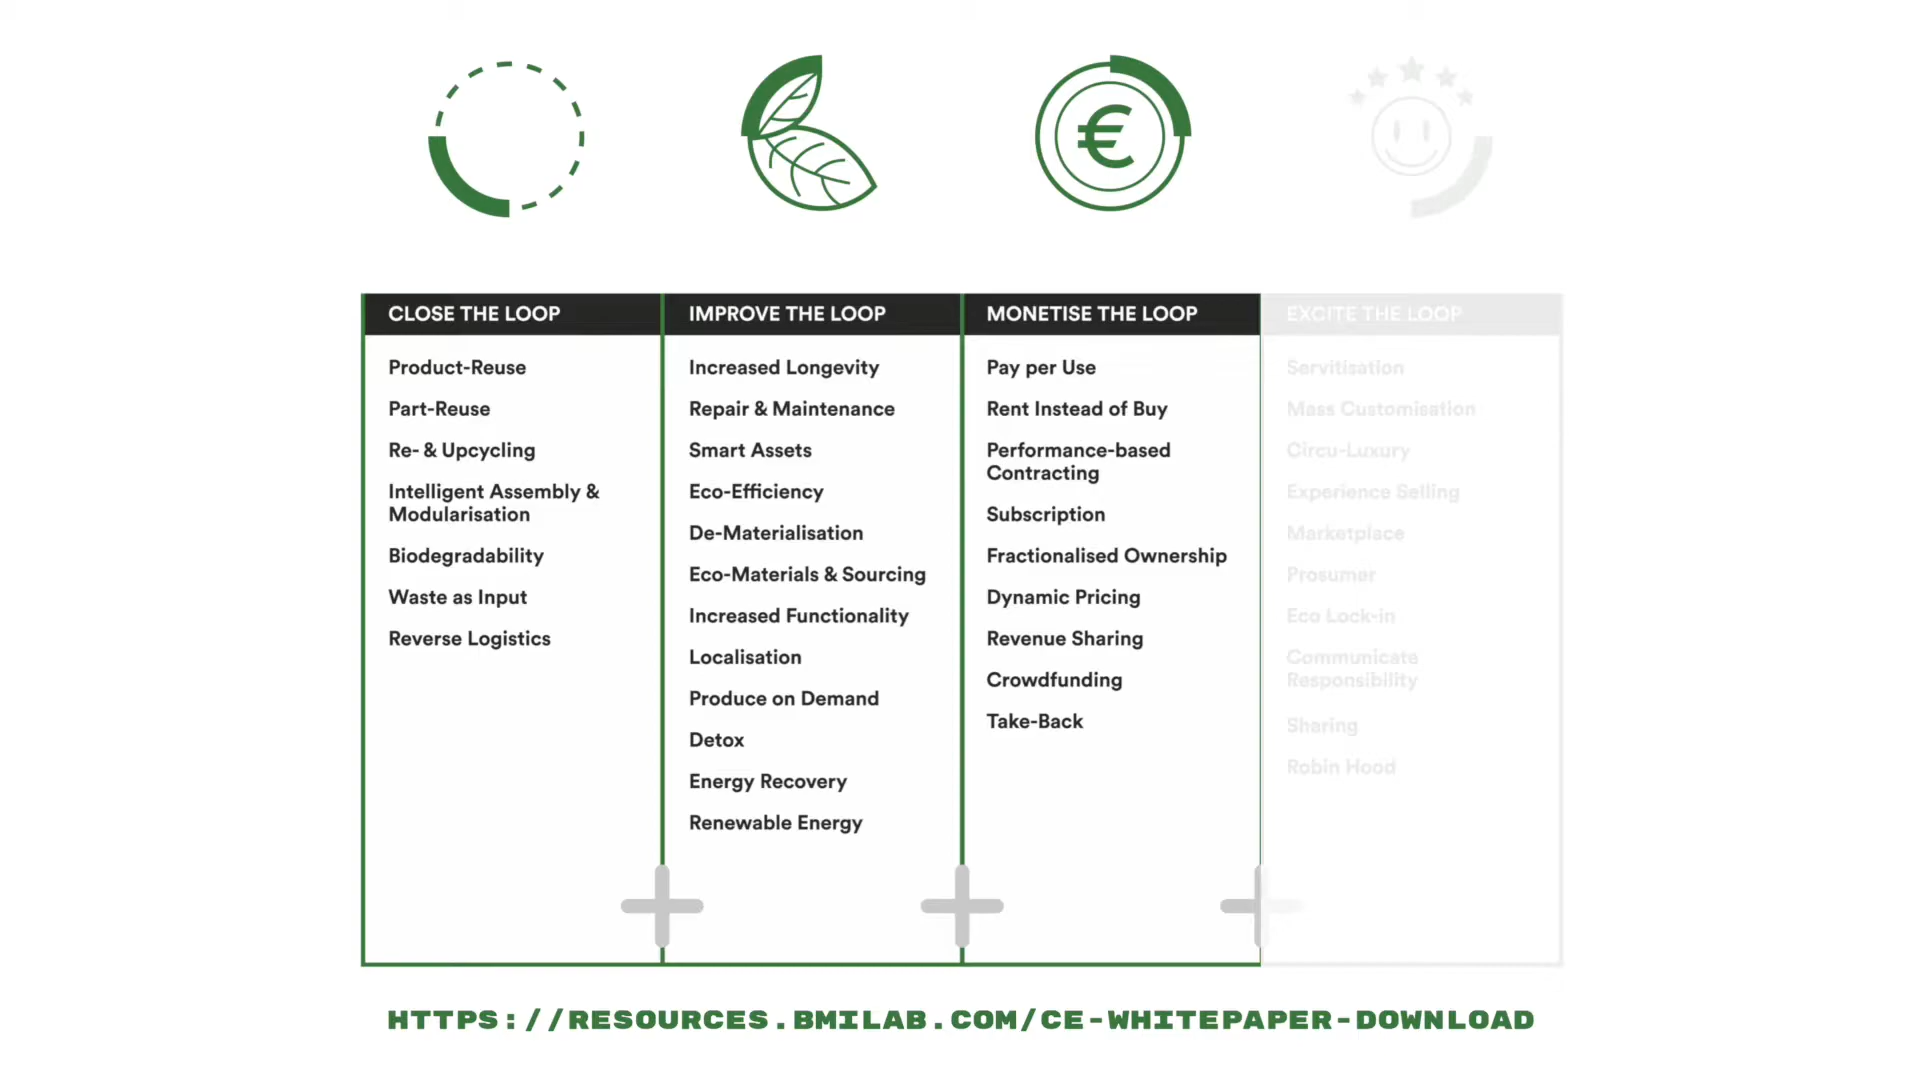 CLOSE THE LOOP
Product-Reuse
Part-Reuse
Re- & Upcycling
Intelligent Assembly &
Modularisation
Biodegradability
Waste as Input
Reverse Logistics
IMPROVE THE LOOP
Increased Longevity
Repair & Maintenance
Smart Assets
Eco-Efficiency
De-Materialisation
Eco-Materials & Sourcing
Increased Functionality
Localisation
Produce on Demand
Detox
Energy Recovery
Renewable Energy
MONETISE THE LOOP
Pay per Use
Rent Instead of Buy
Performance-based
Contracting
Subscription
Fractionalised Ownership
Dynamic Pricing
Revenue Sharing
Crowdfunding
Take-Back
EXCITE THE LOOP
Servitisation
Mass Customisation
Circu-Luxury
Experience Selling
Marketplace
Prosumer
Eco Lock-in
Communicate
Responsibility
Sharing
Robin Hood
HTTPS://RESOURCES.BMILAB.COM/CE-WHITEPAPER-DOWNLOAD